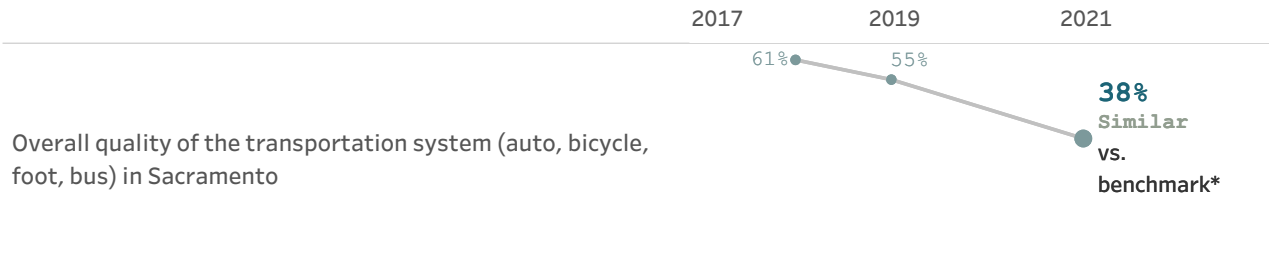 2017 2019 2021
61% 55%
38%
Similar
vs.
benchmark*
Overall quality of the transportation system (auto, bicycle,
foot, bus) in Sacramento